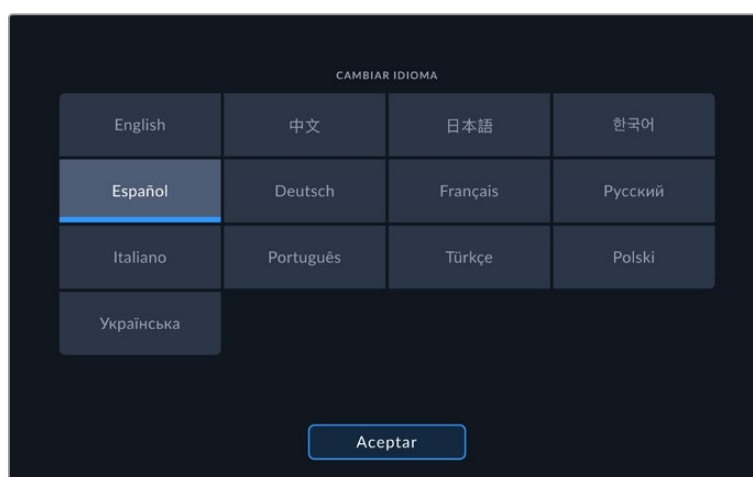 CAMBIAR IDIOMA
English
中文
日本語
한국어
Español
Deutsch
Français
Русский
Italiano
Português
Türkçe
Polski
Українська
Aceptar